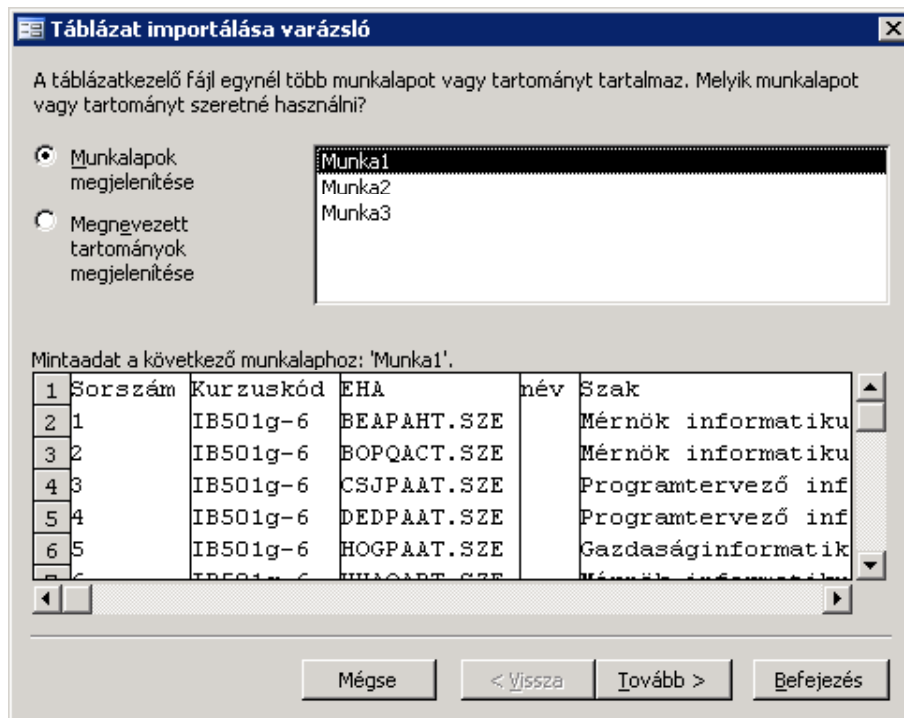 Táblázat importálása varázsló
A táblázatkezelő fájl egynél több munkalapot vagy tartományt tartalmaz. Melyik munkalapot
vagy tartományt szeretné használni?
Munkalapok
megjelenítése
Megnevezett
tartományok
megjelenítése
Munka1
Munka2
Munka3
Mintaadat a következő munkalaphoz: 'Munka1'.
1 Sorszám Kurzuskód EHA név Szak
2 1 IB501g-6 BEAPAHT.SZE Mérnök informatiku
3 2 IB501g-6 BOPQACT.SZE Mérnök informatiku
4 3 IB501g-6 CSJPAAT.SZE Programtervező inf
5 4 IB501g-6 DEDPAAT.SZE Programtervező inf
6 5 IB501g-6 HOGPAAT.SZE Gazdaságinformatik
Mégse < Vissza Tovább > Befejezés